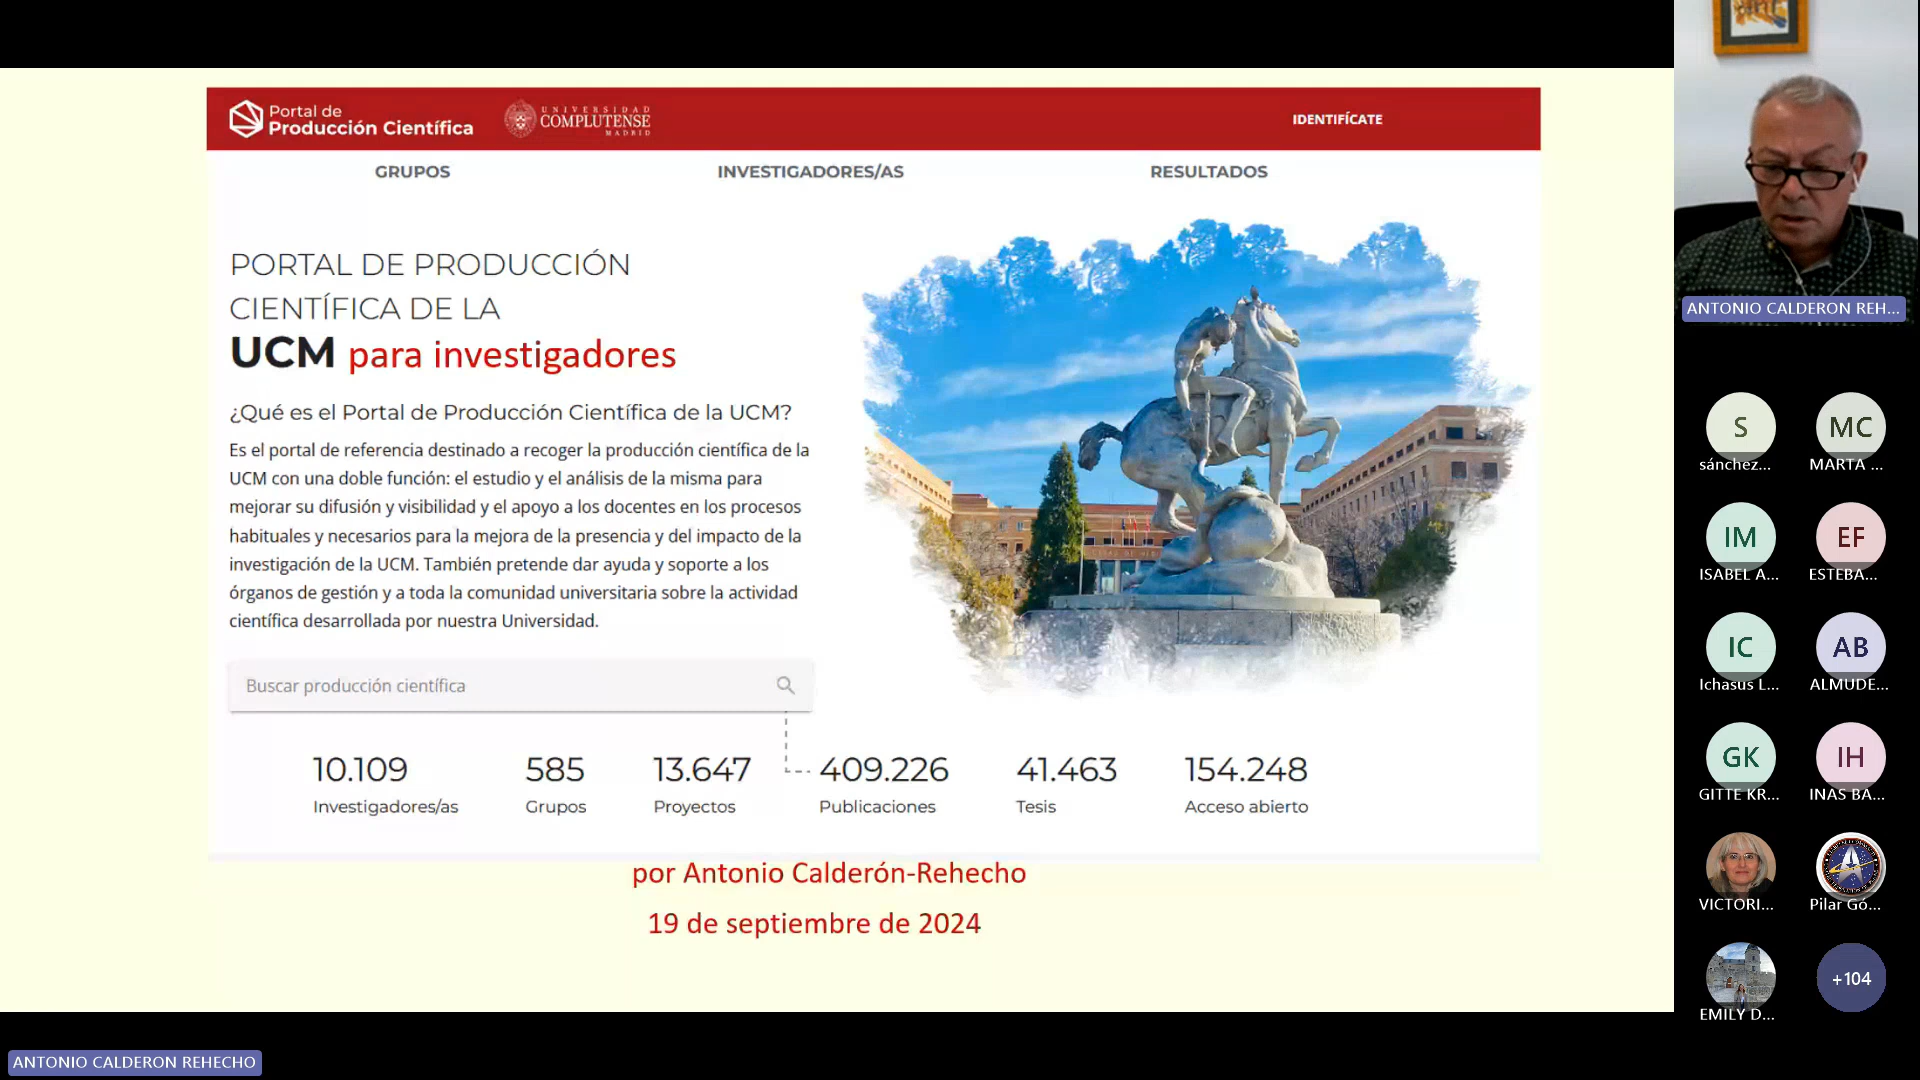 Portal de
Producción Científica
UNIVERSIDAD
COMPLUTENSE
MADRID
IDENTIFÍCATE
GRUPOS
INVESTIGADORES/AS
RESULTADOS
PORTAL DE PRODUCCIÓN
CIENTÍFICA DE LA
UCM para investigadores
¿Qué es el Portal de Producción Científica de la UCM?
Es el portal de referencia destinado a recoger la producción científica de la
UCM con una doble función: el estudio y el análisis de la misma para
mejorar su difusión y visibilidad y el apoyo a los docentes en los procesos
habituales y necesarios para la mejora de la presencia y del impacto de la
investigación de la UCM. También pretende dar ayuda y soporte a los
órganos de gestión y a toda la comunidad universitaria sobre la actividad
científica desarrollada por nuestra Universidad.
Buscar producción científica
10.109
Investigadores/as
585
Grupos
13.647
Proyectos
409.226
Publicaciones
41.463
Tesis
154.248
Acceso abierto
por Antonio Calderón-Rehecho
19 de septiembre de 2024
ANTONIO CALDERON REHECHO
ANTONIO CALDERON REH...
S
sánchez...
MC
MARTA ...
IM
ISABEL A...
EF
ESTEBA...
IC
Ichasus L...
AB
ALMUDE...
GK
GITTE KR...
IH
INAS BA...
VICTORI...
Pilar Gó...
EMILY D...
+104